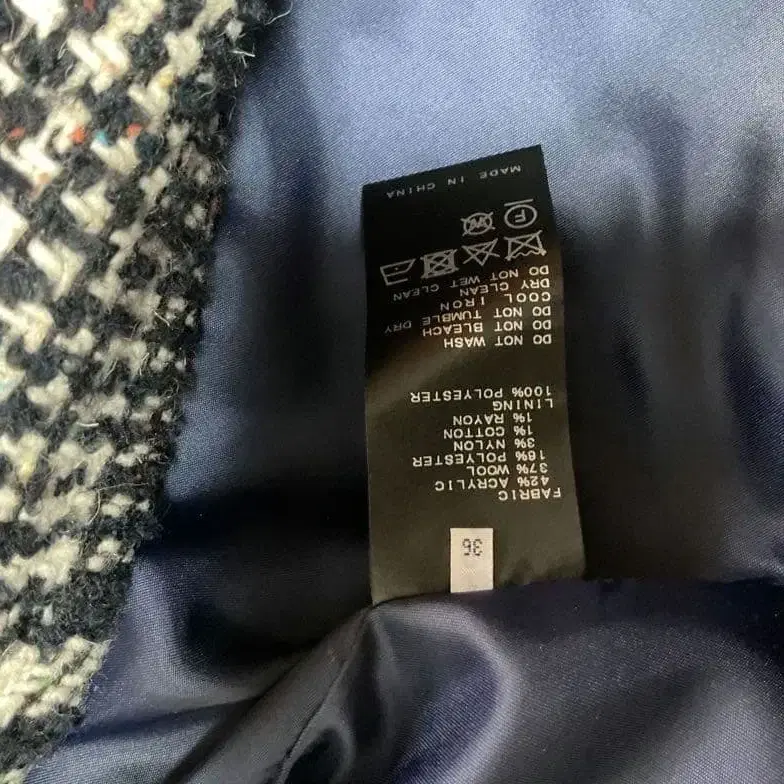 36
FABRIC
42% ACRYLIC
37% WOOL
16% POLYESTER
3% NYLON
1% COTTON
1% RAYON
LINING
100% POLYESTER
DO NOT WASH
DO NOT BLEACH
DO NOT TUMBLE DRY
COOL IRON
DRY CLEAN
DO NOT WET CLEAN
F W
MADE IN CHINA